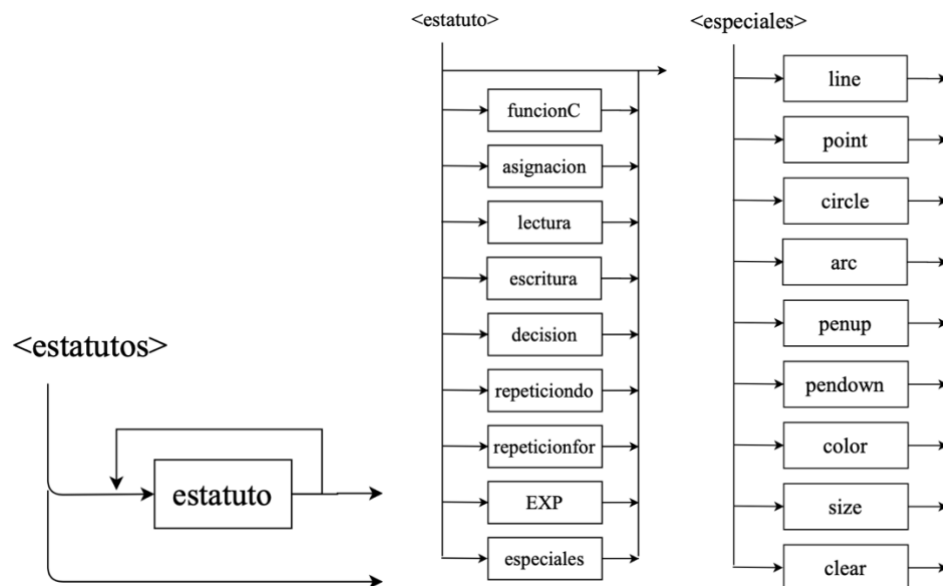 <estatutos>
estatuto
<estatuto>
funcionC
asignacion
lectura
escritura
decision
repeticiondo
repeticionfor
EXP
especiales
<especiales>
line
point
circle
arc
penup
pendown
color
size
clear